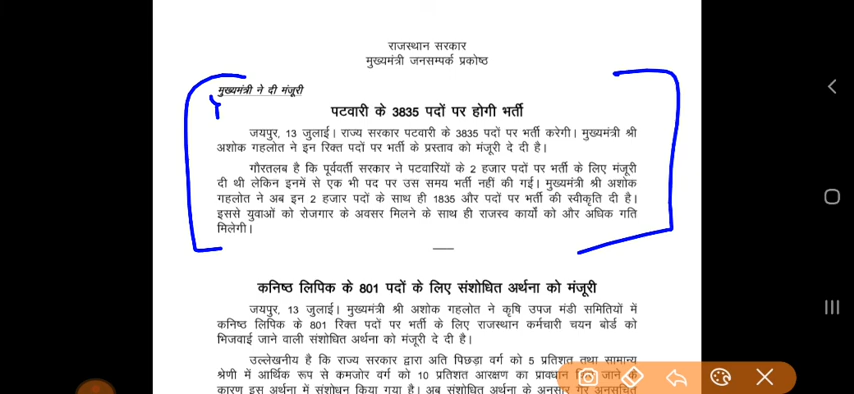 राजस्थान सरकार
मुख्यमंत्री जनसम्पर्क प्रकोष्ठ
मुख्यमंत्री ने दी मंजूरी
पटवारी के 3835 पदों पर होगी भर्ती
जयपुर, 13 जुलाई। राज्य सरकार पटवारी के 3835 पदों पर भर्ती करेगी। मुख्यमंत्री श्री
अशोक गहलोत ने इन रिक्त पदों पर भर्ती के प्रस्ताव को मंजूरी दे दी है।
गौरतलब है कि पूर्ववर्ती सरकार ने पटवारियों के 2 हजार पदों पर भर्ती के लिए मंजूरी
दी थी लेकिन इनमें से एक भी पद पर उस समय भर्ती नहीं की गई। मुख्यमंत्री श्री अशोक
गहलोत ने अब इन 2 हजार पदों के साथ ही 1835 और पदों पर भर्ती की स्वीकृति दी है।
इससे युवाओं को रोजगार के अवसर मिलने के साथ ही राजस्व कार्यों को और अधिक गति
मिलेगी।
कनिष्ठ लिपिक के 801 पदों के लिए संशोधित अर्थना को मंजूरी
जयपुर, 13 जुलाई। मुख्यमंत्री श्री अशोक गहलोत ने कृषि उपज मंडी समितियों में
कनिष्ठ लिपिक के 801 रिक्त पदों पर भर्ती के लिए राजस्थान कर्मचारी चयन बोर्ड को
भिजवाई जाने वाली संशोधित अर्थना को मंजूरी दे दी है।
उल्लेखनीय है कि राज्य सरकार द्वारा अति पिछड़ा वर्ग को 5 प्रतिशत तथा सामान्य
श्रेणी में आर्थिक रूप से कमजोर वर्ग को 10 प्रतिशत आरक्षण का प्रावधान जाने के
कारण इस अर्थना में संशोधन किया गया है। अब संशोधित अर्थना के अनुसार